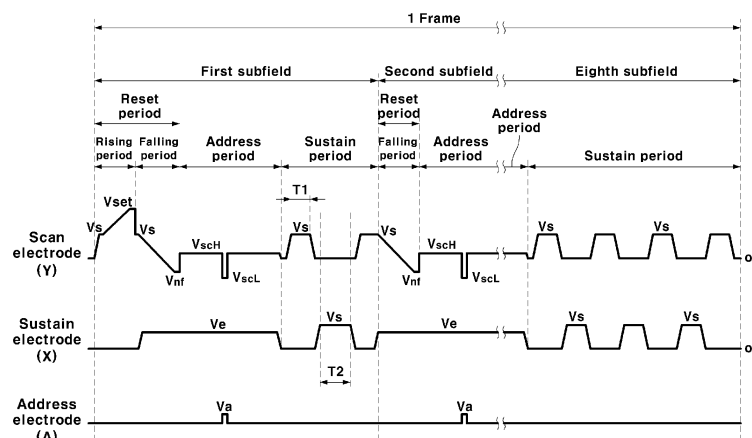 1 Frame
First subfield
Second subfield
Eighth subfield
Reset
period
Reset
period
Address
period
Rising
period
Falling
period
Address
period
Sustain
period
Falling
period
Address
period
Sustain period
T1
Vset
Vs
Vs
Vs
Vs
Vs
Vs
Scan
electrode
(Y)
VscH
VscL
Vnf
VscH
VscL
Vnf
o
Sustain
electrode
(X)
Ve
Vs
Ve
Vs
Vs
o
T2
Address
electrode
(A)
Va
Va